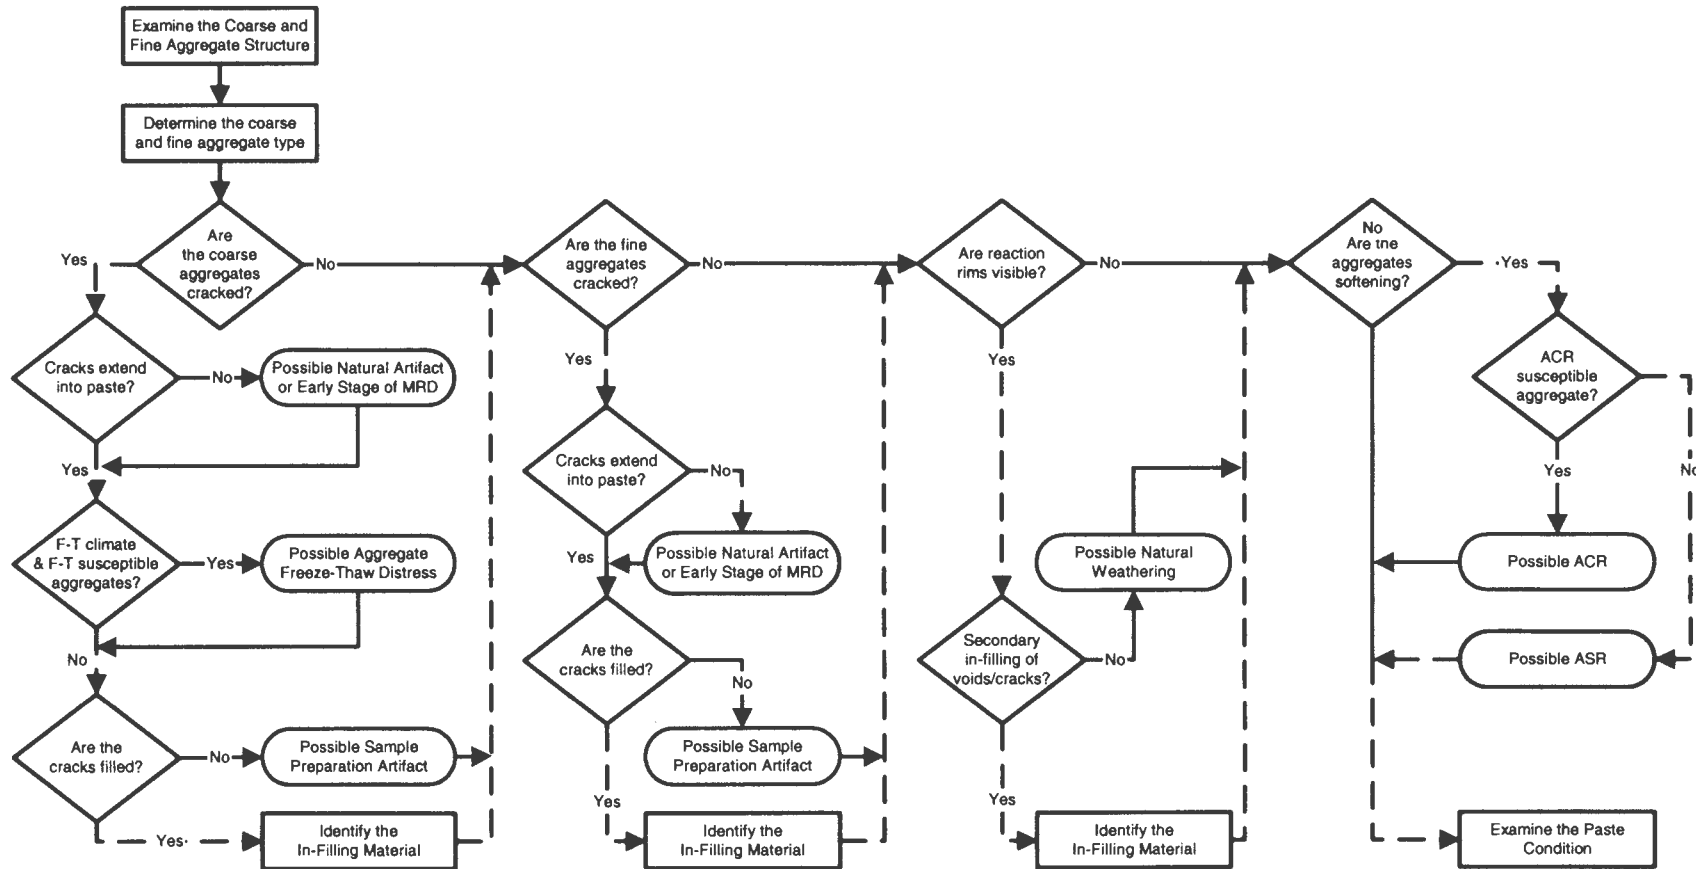 Examine the Coarse and
Fine Aggregate Structure
Determine the coarse
and fine aggregate type
Are
the coarse
aggregates
cracked?
Yes
No
Cracks extend
into paste?
No
Possible Natural Artifact
or Early Stage of MRD
Yes
F-T climate
& F-T susceptible
aggregates?
Yes
Possible Aggregate
Freeze-Thaw Distress
No
Are the
cracks filled?
No
Possible Sample
Preparation Artifact
Yes
Identify the
In-Filling Material
Are the fine
aggregates
cracked?
No
Yes
Cracks extend
into paste?
No
Yes
Possible Natural Artifact
or Early Stage of MRD
Are the
cracks filled?
No
Possible Sample
Preparation Artifact
Yes
Identify the
In-Filling Material
Are reaction
rims visible?
No
Yes
Possible Natural
Weathering
Secondary
in-filling of
voids/cracks?
No
Yes
Identify the
In-Filling Material
No
Are the
aggregates
softening?
Yes
ACR
susceptible
aggregate?
Yes
No
Possible ACR
Possible ASR
Examine the Paste
Condition